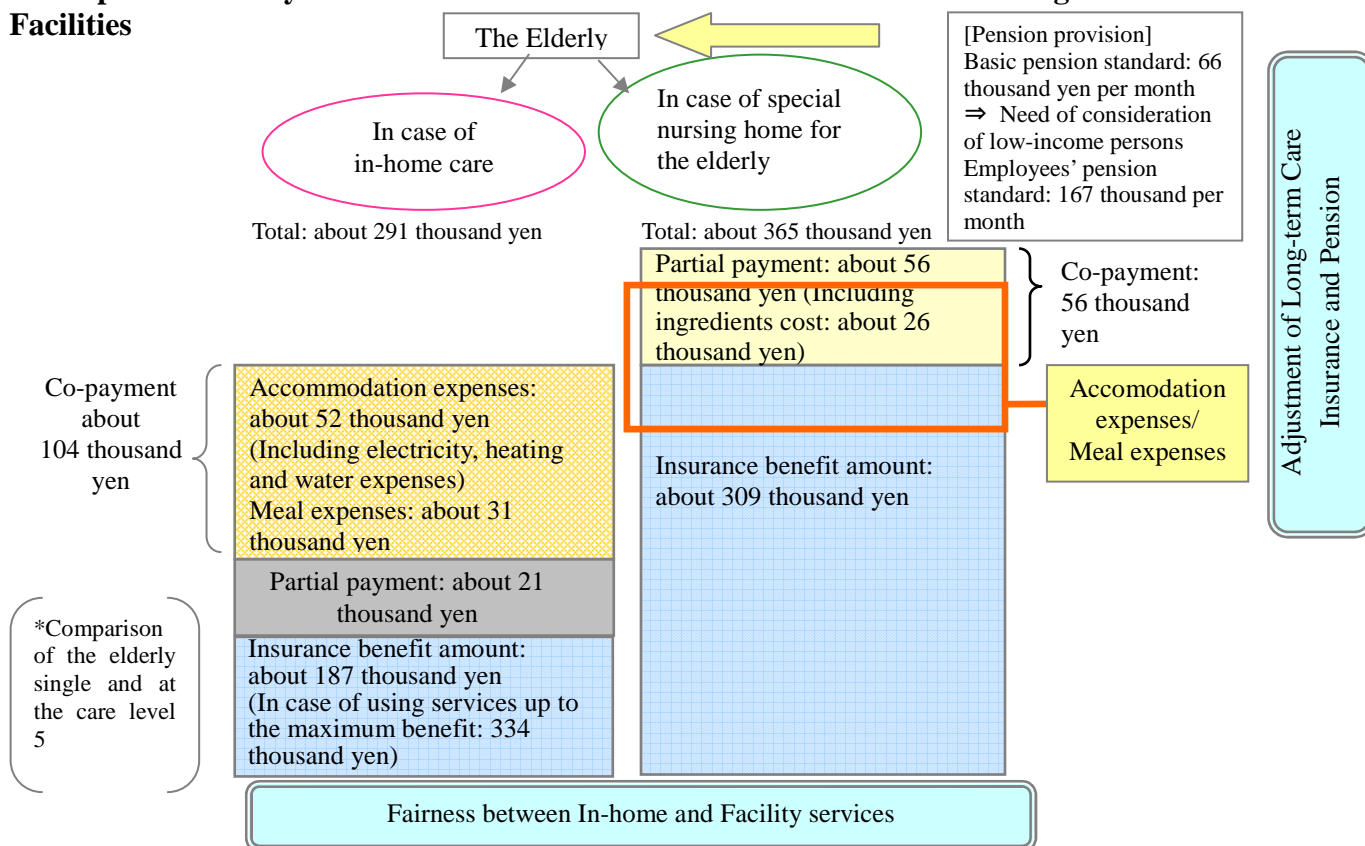 Facilities
The Elderly
[Pension provision]
Basic pension standard: 66
thousand yen per month
⇒ Need of consideration
of low-income persons
Employees' pension
standard: 167 thousand per
month
In case of
in-home care
In case of special
nursing home for
the elderly
Total: about 291 thousand yen
Total: about 365 thousand yen
Partial payment: about 56
thousand yen (Including
ingredients cost: about 26
thousand yen)
Co-payment:
56 thousand
yen
Adjustment of Long-term Care
Insurance and Pension
Co-payment
about
104 thousand
yen
Accommodation expenses:
about 52 thousand yen
(Including electricity, heating
and water expenses)
Meal expenses: about 31
thousand yen
Accomodation
expenses/
Meal expenses
Insurance benefit amount:
about 309 thousand yen
Partial payment: about 21
thousand yen
*Comparison
of the elderly
single and at
the care level
5
Insurance benefit amount:
about 187 thousand yen
(In case of using services up to
the maximum benefit: 334
thousand yen)
Fairness between In-home and Facility services